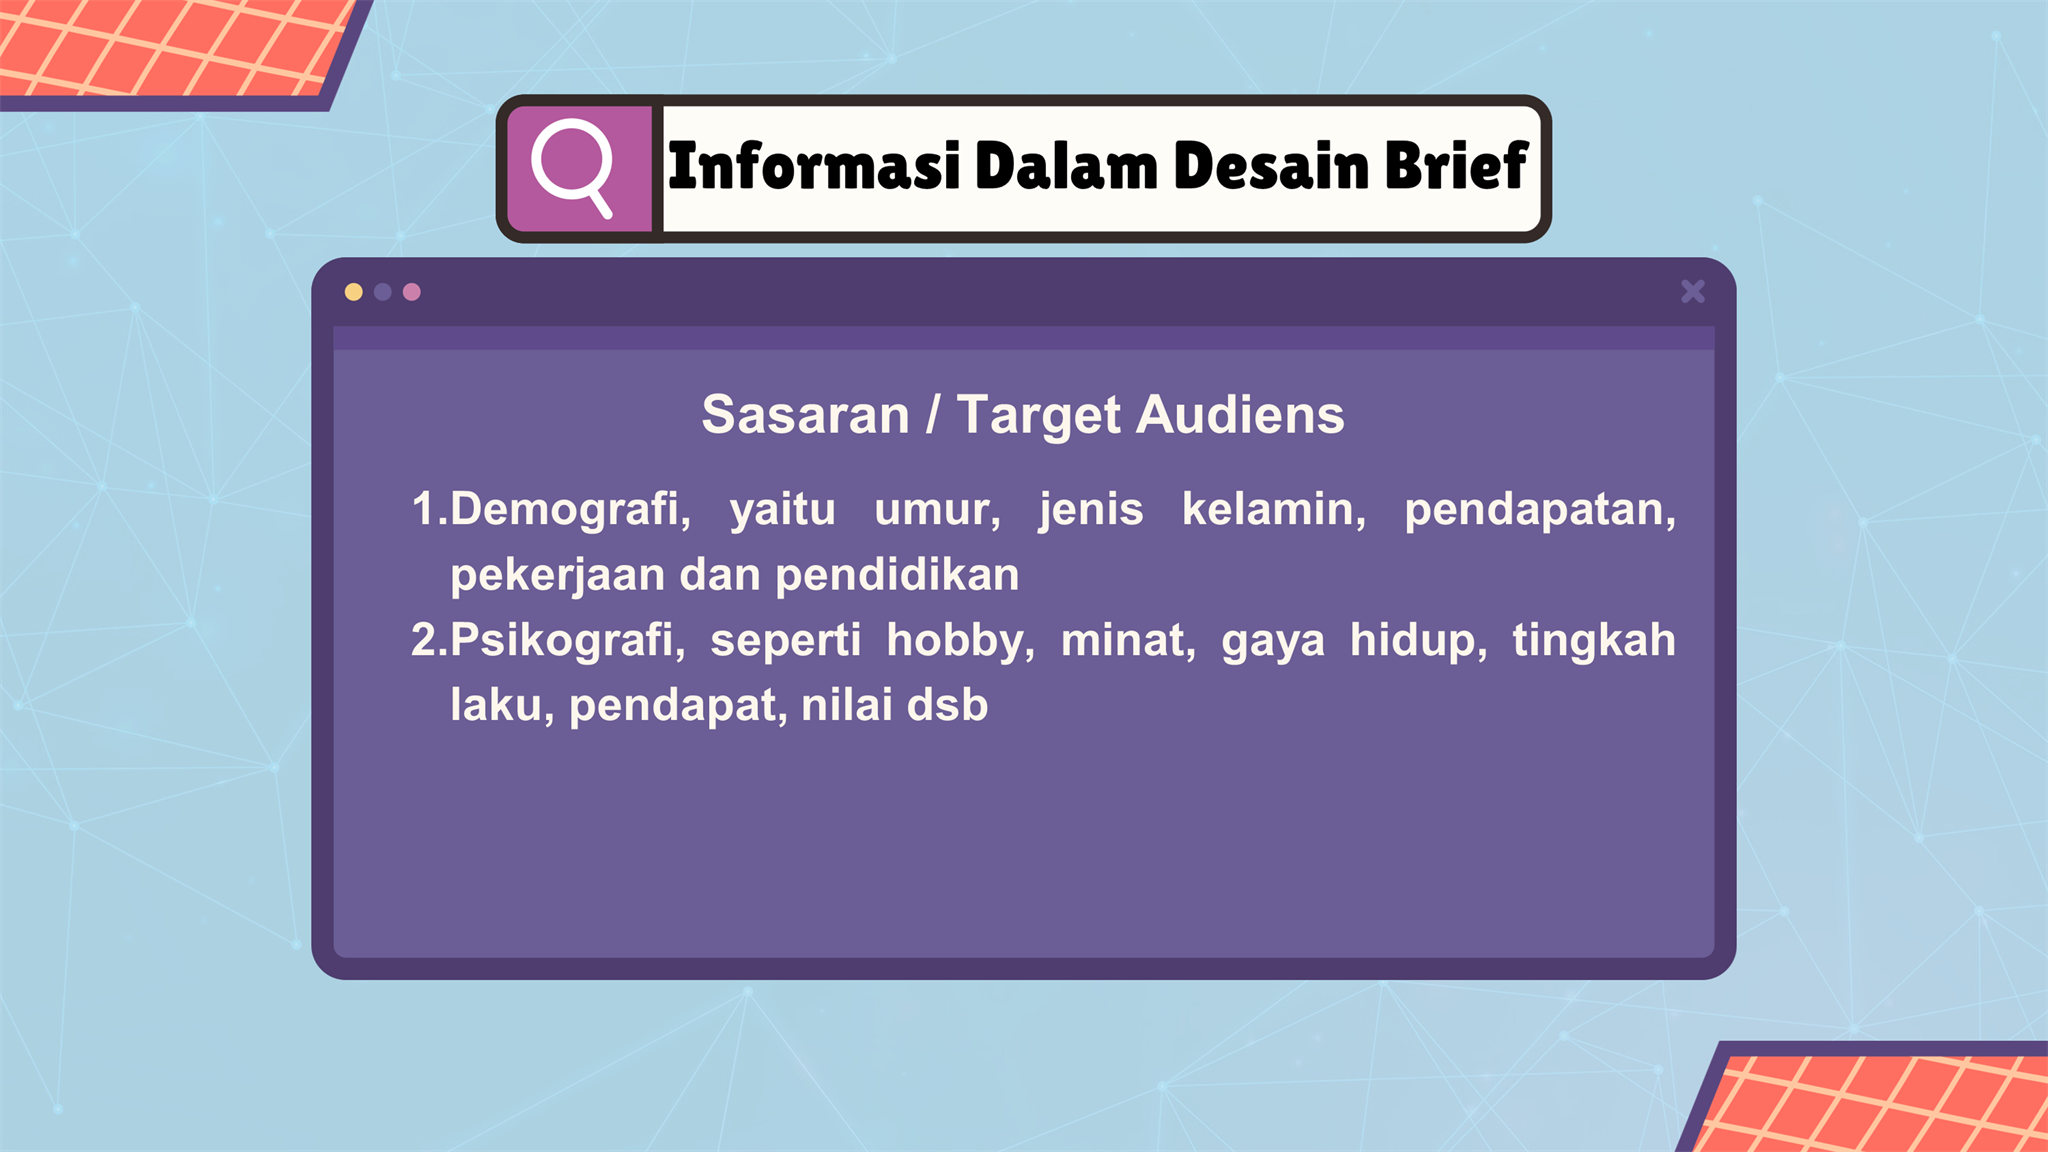 Informasi Dalam Desain Brief
Sasaran / Target Audiens
1.Demografi, yaitu umur, jenis kelamin, pendapatan,
pekerjaan dan pendidikan
2.Psikografi, seperti hobby, minat, gaya hidup, tingkah
laku, pendapat, nilai dsb